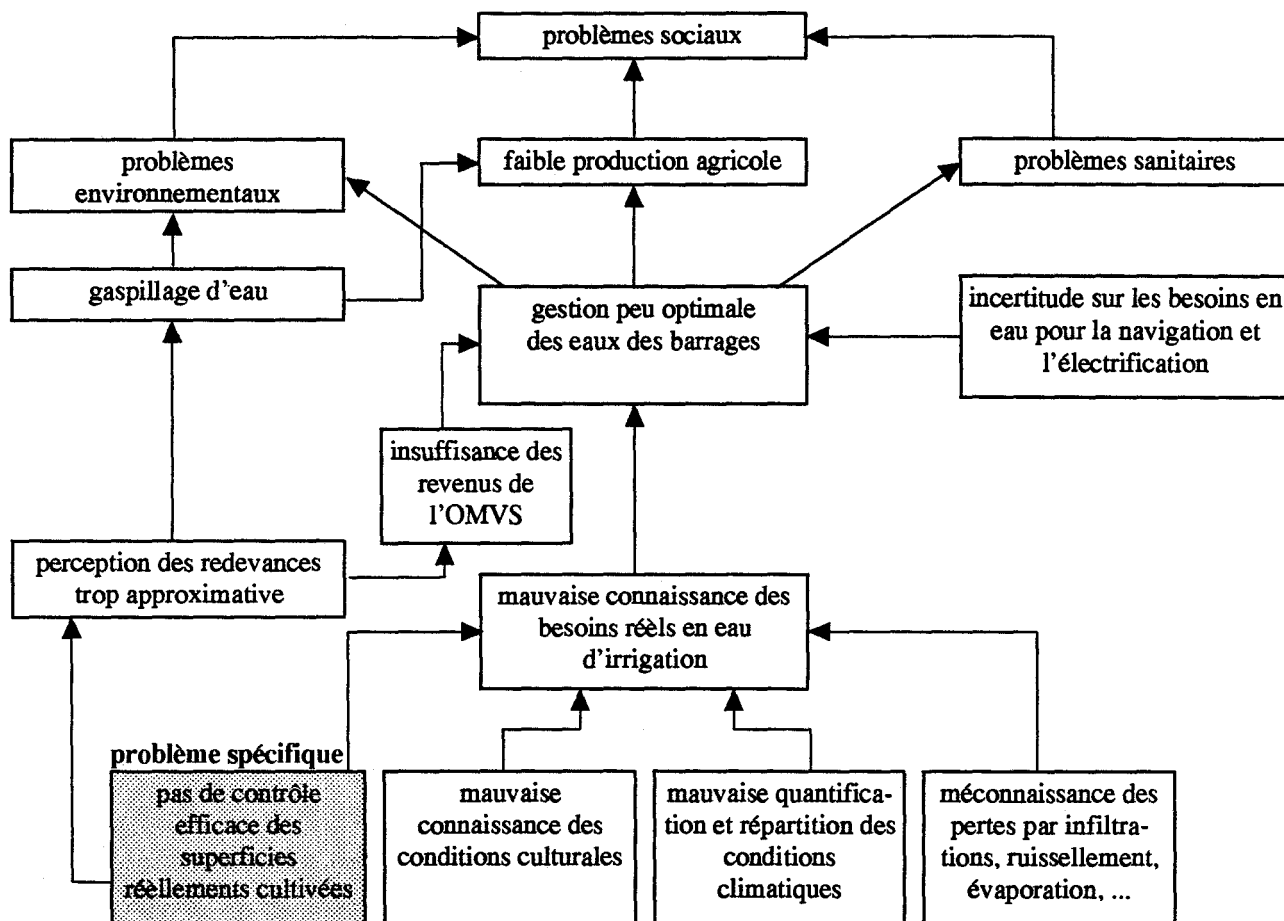 problèmes sociaux
problèmes
environnementaux
faible production agricole
problèmes sanitaires
gaspillage d'eau
gestion peu optimale
des eaux des barrages
incertitude sur les besoins en
eau pour la navigation et
l'électrification
insuffisance des
revenus de
l'OMVS
perception des redevances
trop approximative
mauvaise connaissance des
besoins réèls en eau
d'irrigation
problème spécifique
pas de contrôle
efficace des
superficies
réèllements cultivées
mauvaise
connaissance des
conditions culturales
mauvaise quantifica-
tion et répartition des
conditions
climatiques
méconnaissance des
pertes par infiltra-
tions, ruissellement,
évaporation, ...